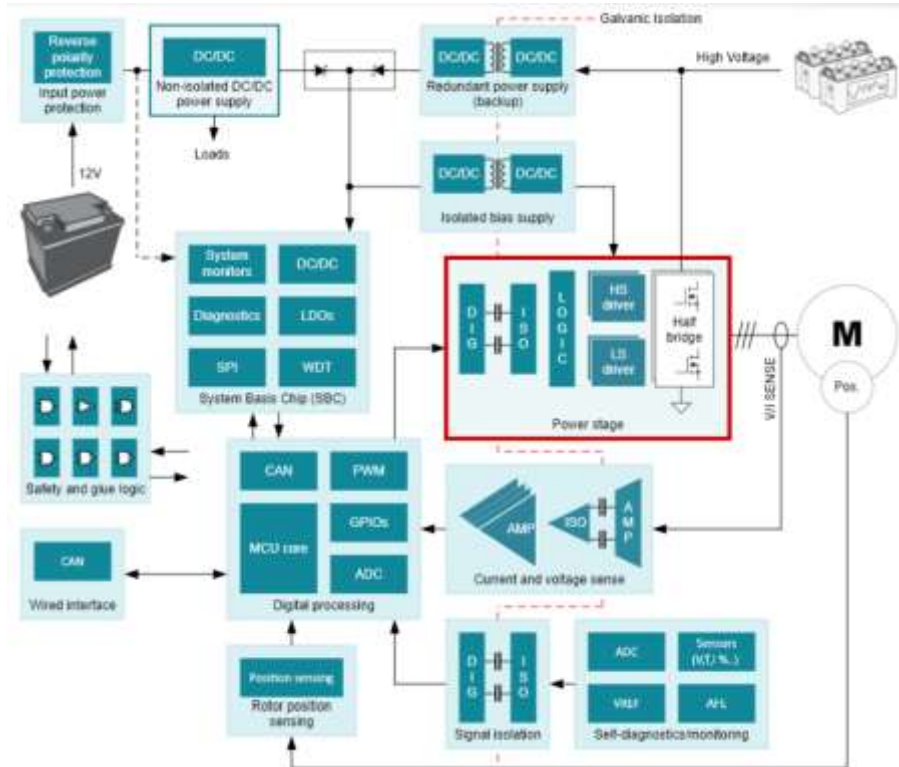 Galvanic Isolation
Reverse
polarity
protection
Input power
protection
DC/DC
Non-isolated DC/DC
power supply
DC/DC
DC/DC
Redundant power supply
(backup)
High Voltage
Loads
12V
DC/DC
DC/DC
Isolated bias supply
System
monitors
DC/DC
Diagnostics
LDOs
SPI
WDT
System Basis Chip (SBC)
DIG
ISO
LOGIC
HS
driver
LS
driver
Half
bridge
Power stage
M
Pos.
V/I SENSE
Safety and glue logic
CAN
PWM
MCU core
GPIOs
ADC
Digital processing
AMP
ISO
AMP
Current and voltage sense
CAN
Wired interface
Position sensing
Rotor position
sensing
DIG
ISO
Signal isolation
ADC
Sensors
Self-diagnostics/monitoring